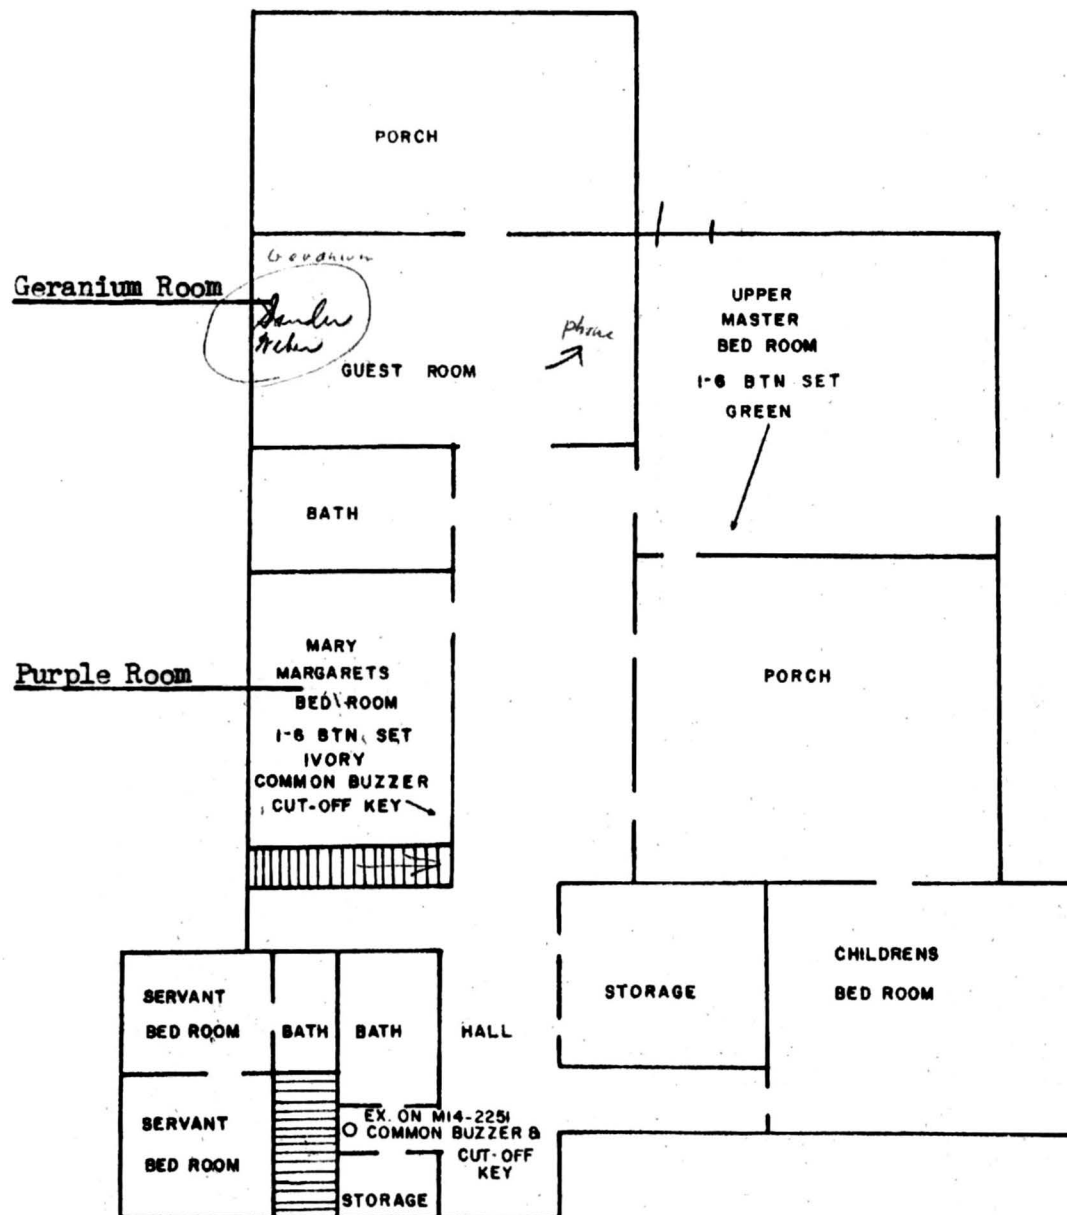 PORCH
Geranium Room
phone
GUEST ROOM
UPPER
MASTER
BED ROOM
1-6 BTN SET
GREEN
BATH
Purple Room
MARY
MARGARETS
BED ROOM
1-6 BTN. SET
IVORY
COMMON BUZZER
CUT-OFF KEY
PORCH
SERVANT
BED ROOM
BATH
BATH
HALL
STORAGE
CHILDRENS
BED ROOM
SERVANT
BED ROOM
EX. ON M14-2251
COMMON BUZZER &
CUT-OFF
KEY
STORAGE